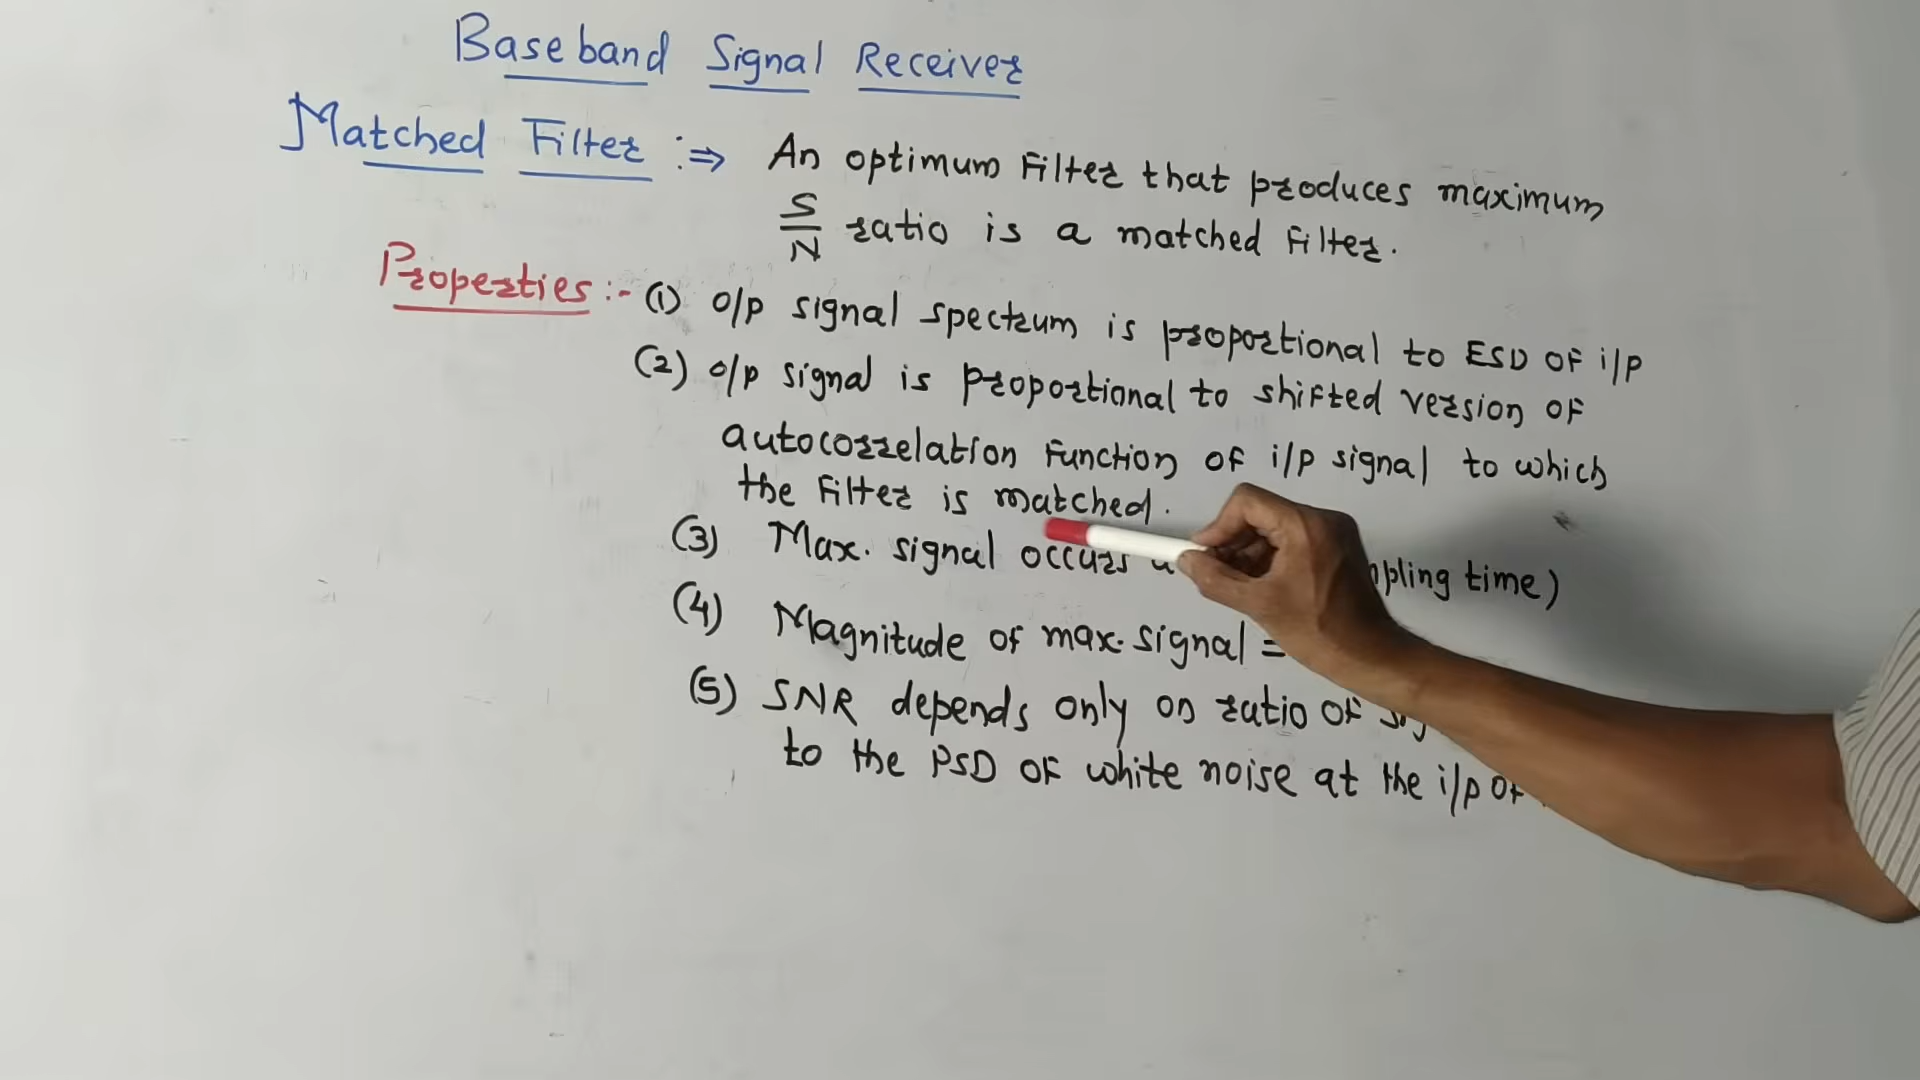 Baseband Signal Receiver
Matched Filter :⇒ An optimum Filter that produces maximum
S/N ratio is a matched Filter.
Properties :- (1) o/p signal spectrum is proportional to ESD OF i/p
(2) o/p signal is proportional to shifted version OF
autocorrelation Function OF i/p signal to which
the Filter is matched.
(3) Max. signal occurs time)
(4) Magnitude of max. signal =
(5) SNR depends only on ratio OF
to the PSD OF white noise at the i/p OF